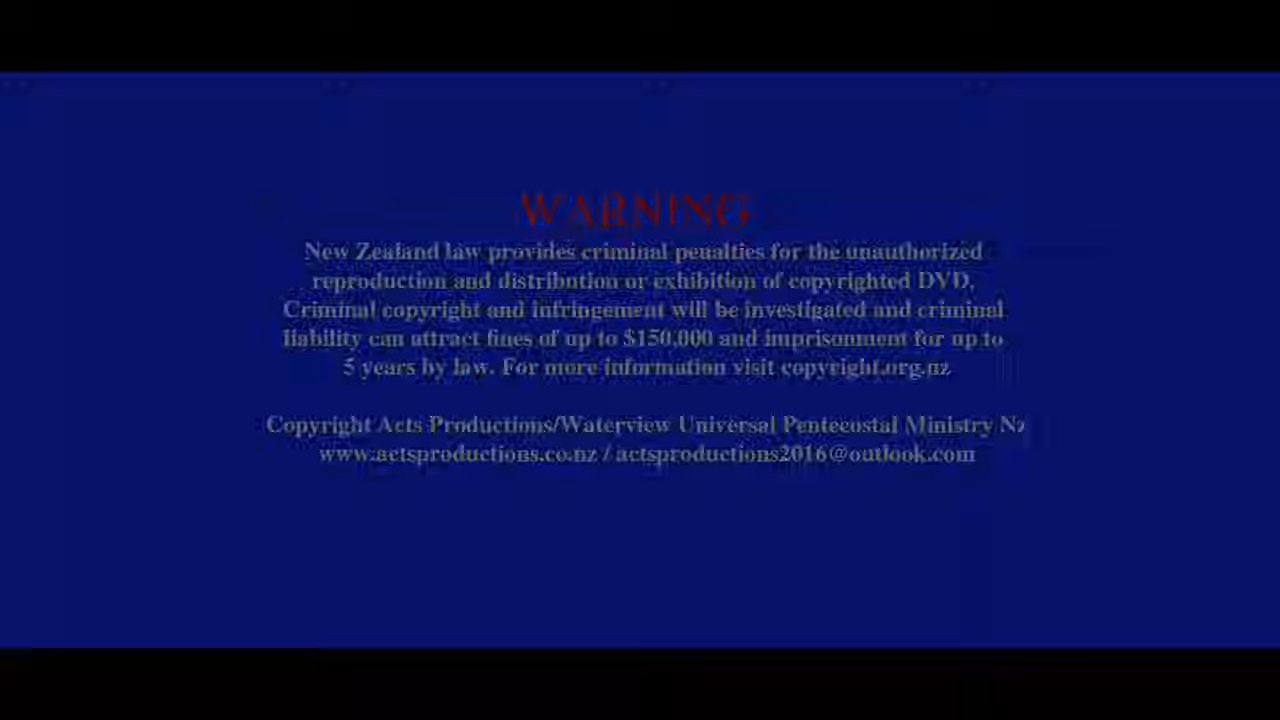 WARNING
New Zealand law provides criminal penalties for the unauthorized
reproduction and distribution or exhibition of copyrighted DVD.
Criminal copyright and infringement will be investigated and criminal
liability can attract fines of up to $150,000 and imprisonment for up to
5 years by law. For more information visit copyright.org.nz
Copyright Acts Productions/Waterview Universal Pentecostal Ministry
www.actsproductions.co.nz / actsproductions2016@outlook.com